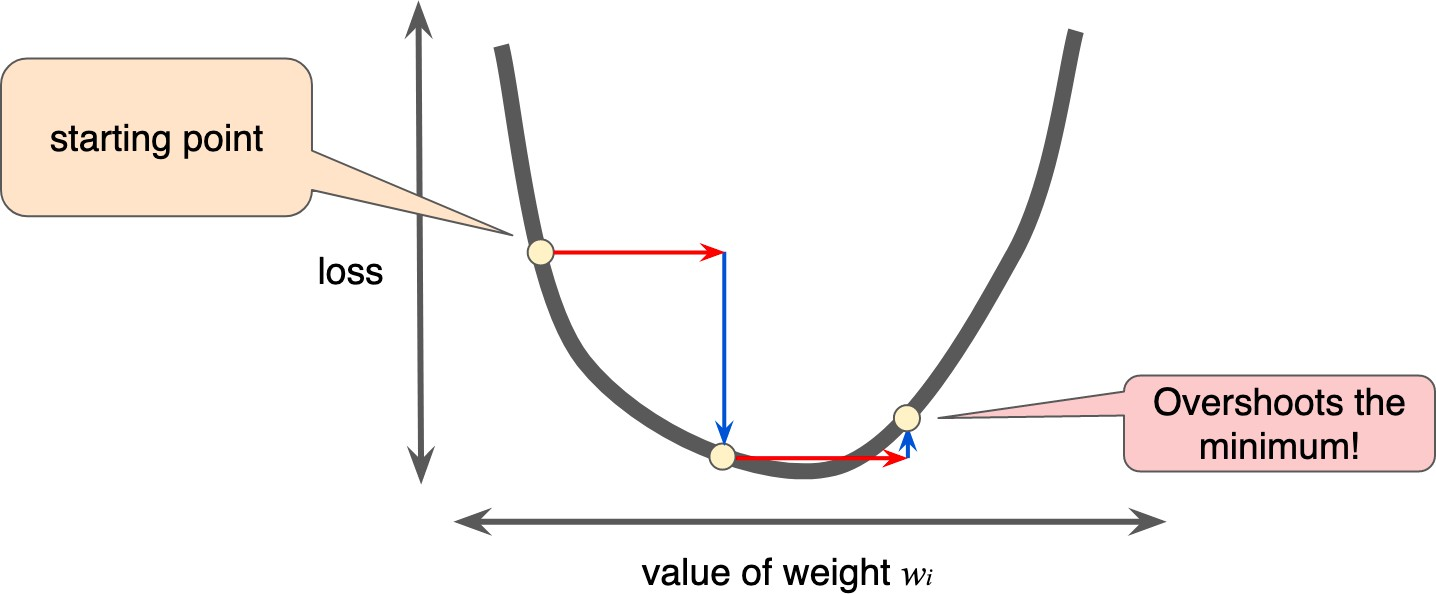 starting point
loss
Overshoots the
minimum!
value of weight wᵢ